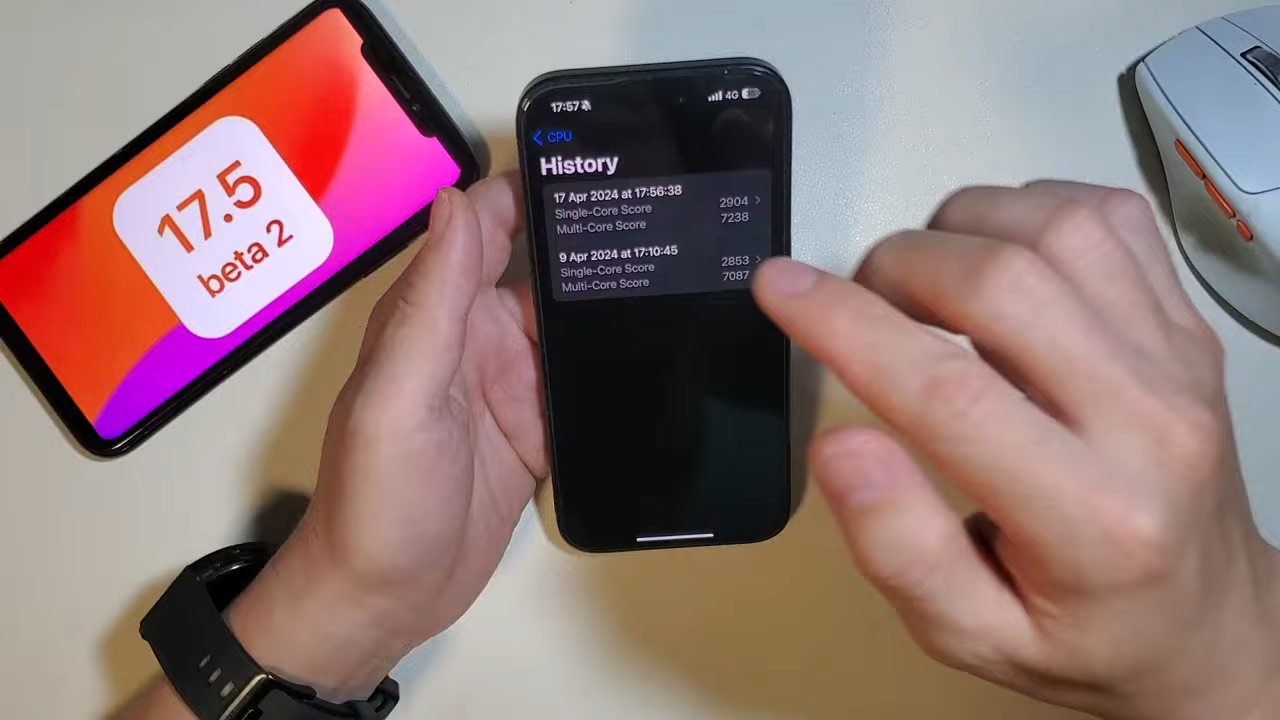 17.5
beta 2
17:57
4G
CPU
History
17 Apr 2024 at 17:56:38
Single-Core Score 2904
Multi-Core Score 7238
9 Apr 2024 at 17:10:45
Single-Core Score 2853
Multi-Core Score 7087